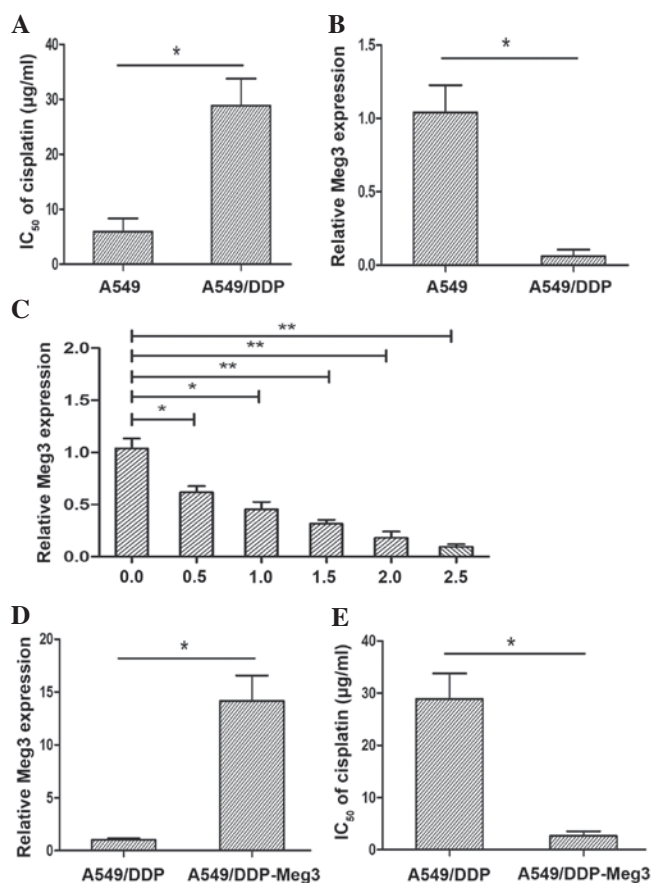 A
IC50 of cisplatin (µg/ml)
40
30
20
10
0
*
A549
A549/DDP
B
Relative Meg3 expression
1.5
1.0
0.5
0.0
*
A549
A549/DDP
C
Relative Meg3 expression
2.0
1.5
1.0
0.5
0.0
**
**
**
*
*
0.0 0.5 1.0 1.5 2.0 2.5
D
Relative Meg3 expression
20
15
10
5
0
*
A549/DDP
A549/DDP-Meg3
E
IC50 of cisplatin (µg/ml)
40
30
20
10
0
*
A549/DDP
A549/DDP-Meg3